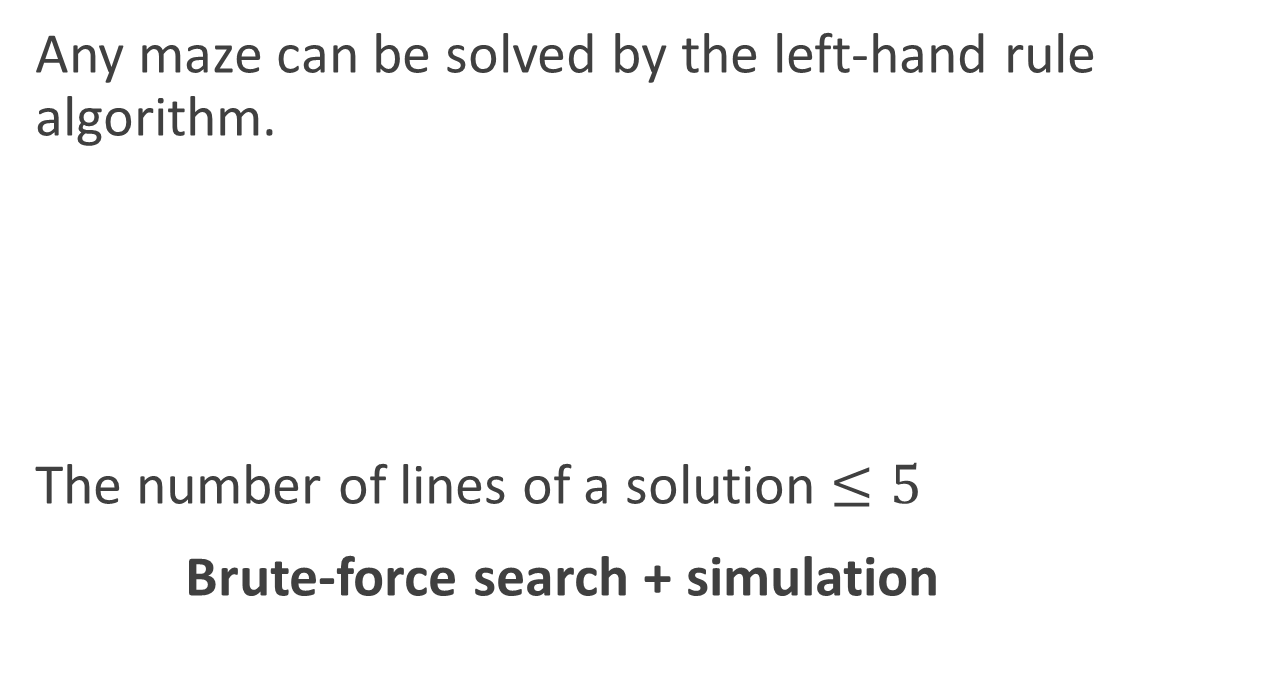 Any maze can be solved by the left-hand rule
algorithm.
The number of lines of a solution ≤ 5
Brute-force search + simulation